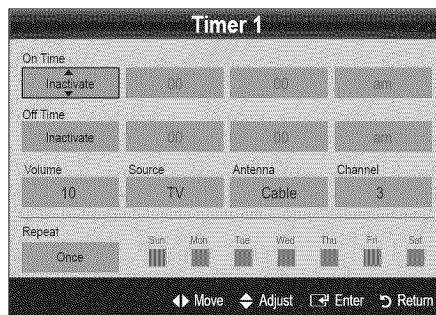 Timer 1
On Time
Inactivate 00 00 am
Off Time
Inactivate 00 00 am
Volume Source Antenna Channel
10 TV Cable 3
Repeat
Once Sun Mon Tue Wed Thu Fri Sat
Move Adjust Enter Return